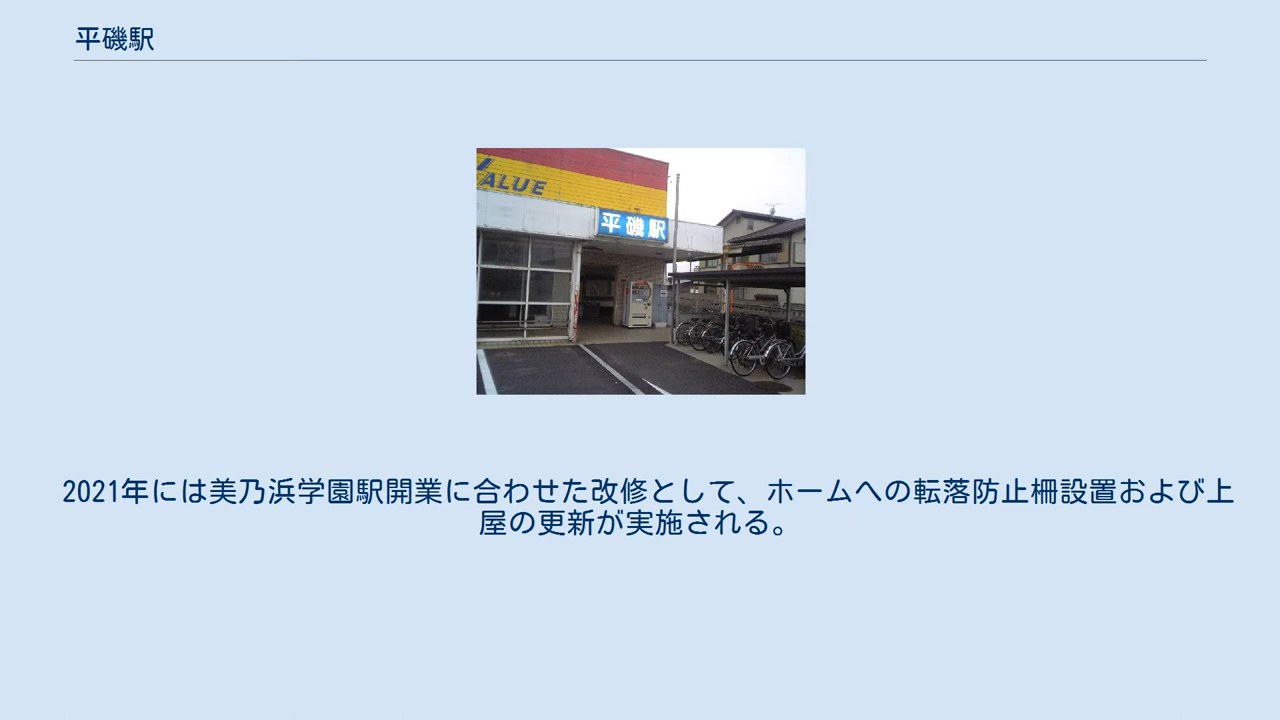 平磯駅
VALUE
平磯駅
2021年には美乃浜学園駅開業に合わせた改修として、ホームへの転落防止柵設置および上
屋の更新が実施される。